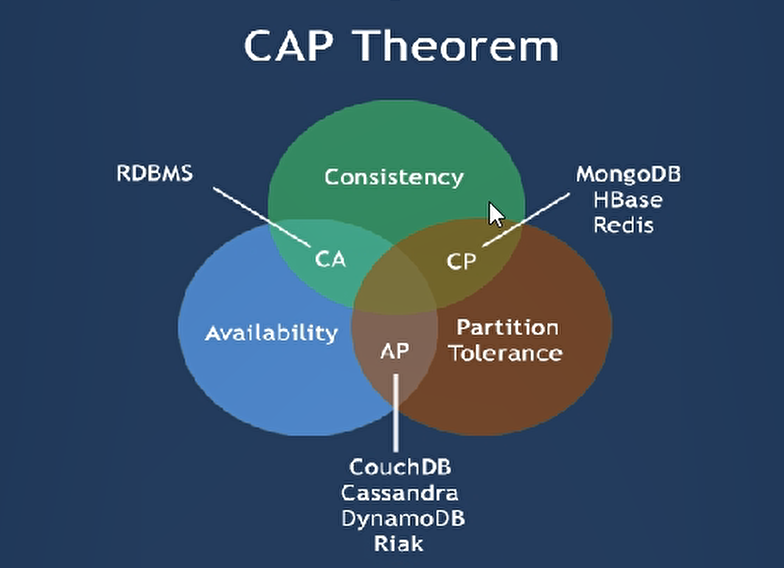 CAP Theorem
RDBMS
Consistency
MongoDB
HBase
Redis
CA
CP
Availability
Partition
Tolerance
AP
CouchDB
Cassandra
DynamoDB
Riak